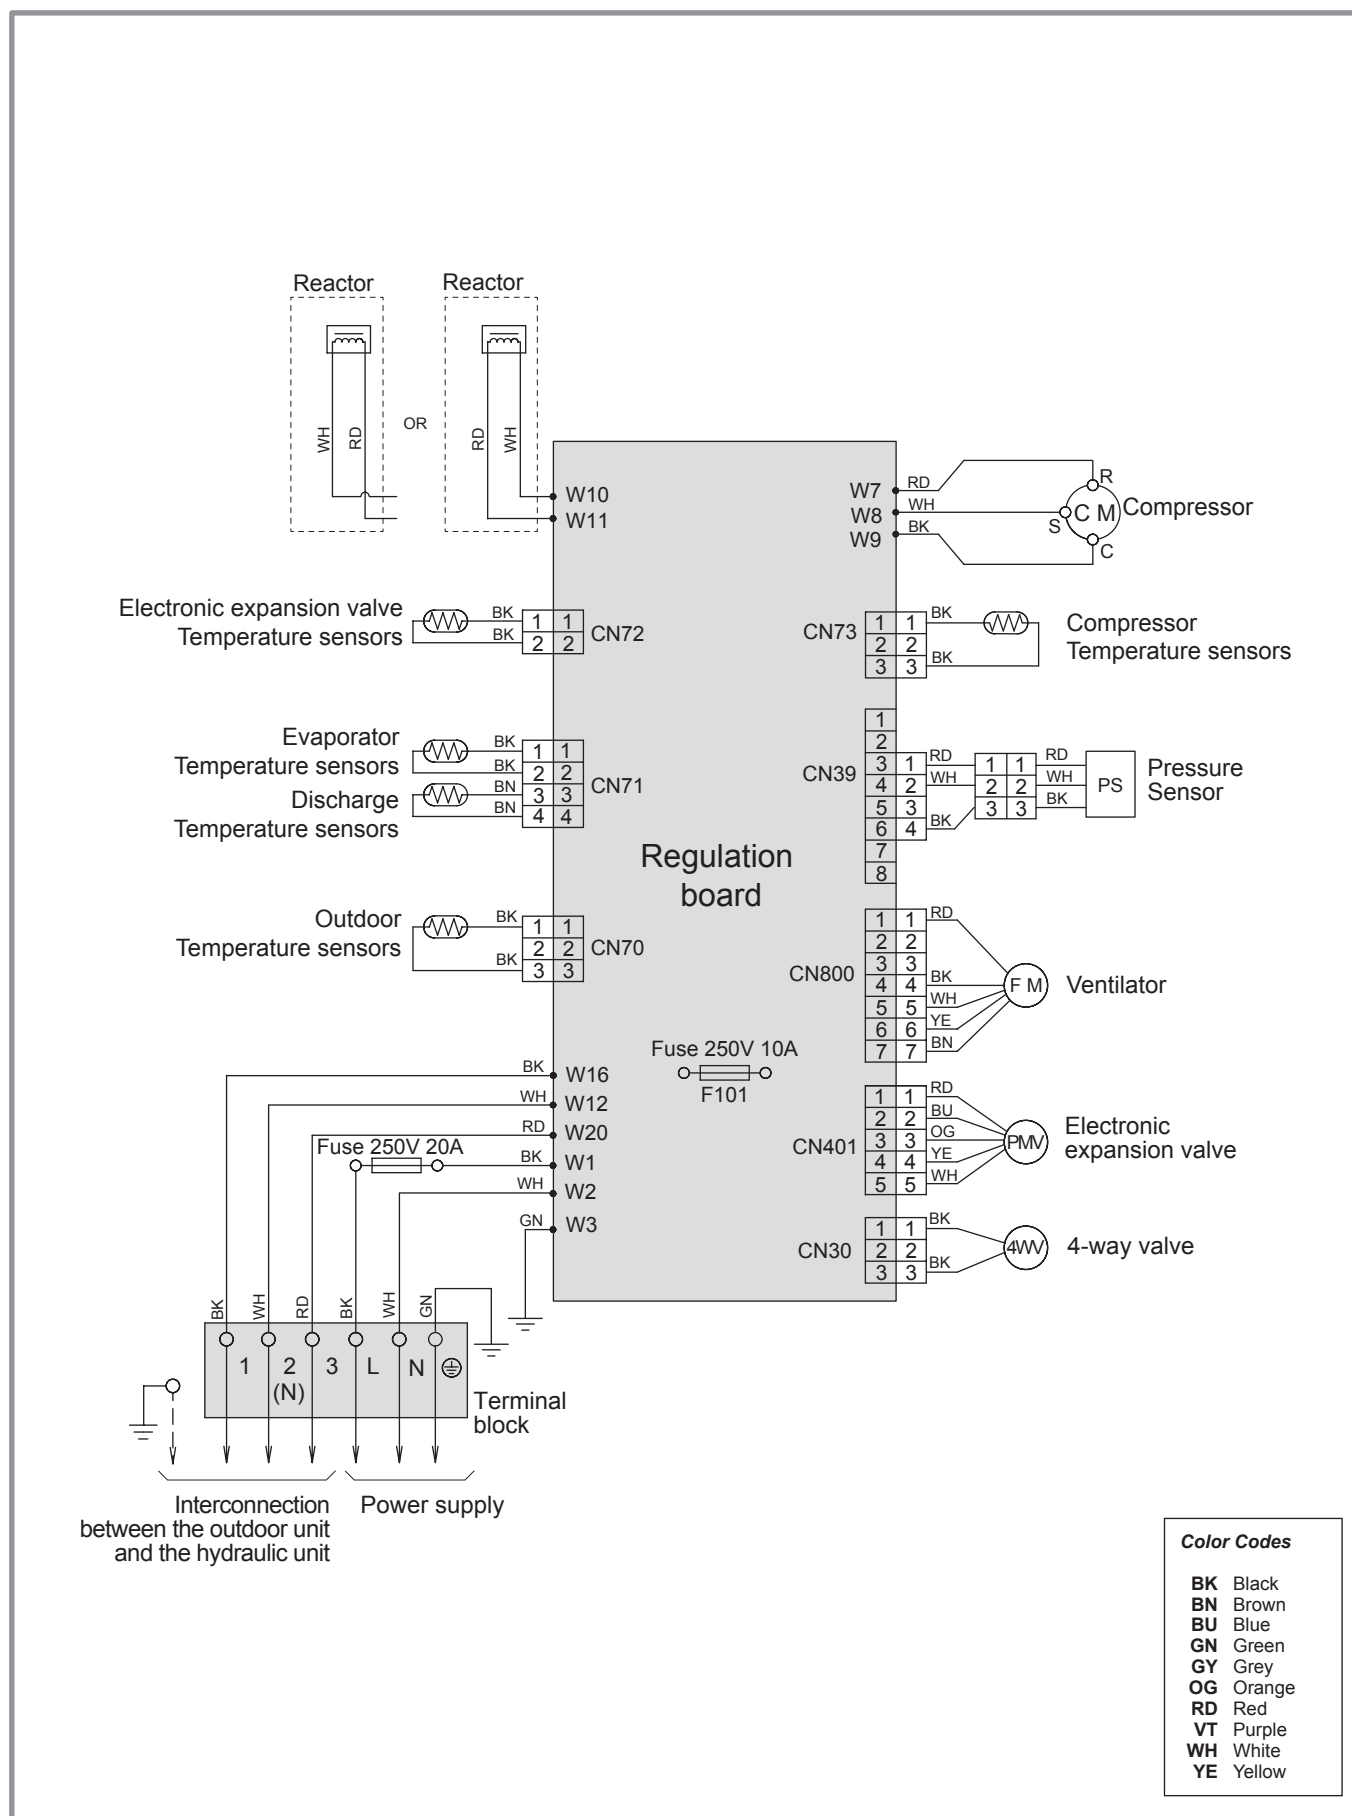 Reactor
Reactor
WH
RD
OR
RD
WH
W10
W11
W7
W8
W9
RD
WH
BK
R
S
C M
C
Compressor
Electronic expansion valve
Temperature sensors
BK
BK
1 1
2 2
CN72
CN73
1 1
2 2
3 3
BK
BK
Compressor
Temperature sensors
Evaporator
Temperature sensors
Discharge
Temperature sensors
BK
BK
BN
BN
1 1
2 2
3 3
4 4
CN71
CN39
1
2
3 1
4 2
5 3
6 4
7
8
RD
WH
BK
1 1
2 2
3 3
RD
WH
BK
PS
Pressure
Sensor
Regulation
board
Outdoor
Temperature sensors
BK
BK
1 1
2 2
3 3
CN70
CN800
1 1
2 2
3 3
4 4
5 5
6 6
7 7
RD
BK
WH
YE
BN
F M
Ventilator
Fuse 250V 10A
F101
BK
WH
RD
Fuse 250V 20A
BK
WH
GN
W16
W12
W20
W1
W2
W3
CN401
1 1
2 2
3 3
4 4
5 5
RD
BU
OG
YE
WH
PMV
Electronic
expansion valve
CN30
1 1
2 2
3 3
BK
BK
4WV
4-way valve
BK
WH
RD
BK
WH
GN
1 2 3 L N
(N)
Terminal
block
Interconnection
between the outdoor unit
and the hydraulic unit
Power supply
Color Codes
BK Black
BN Brown
BU Blue
GN Green
GY Grey
OG Orange
RD Red
VT Purple
WH White
YE Yellow